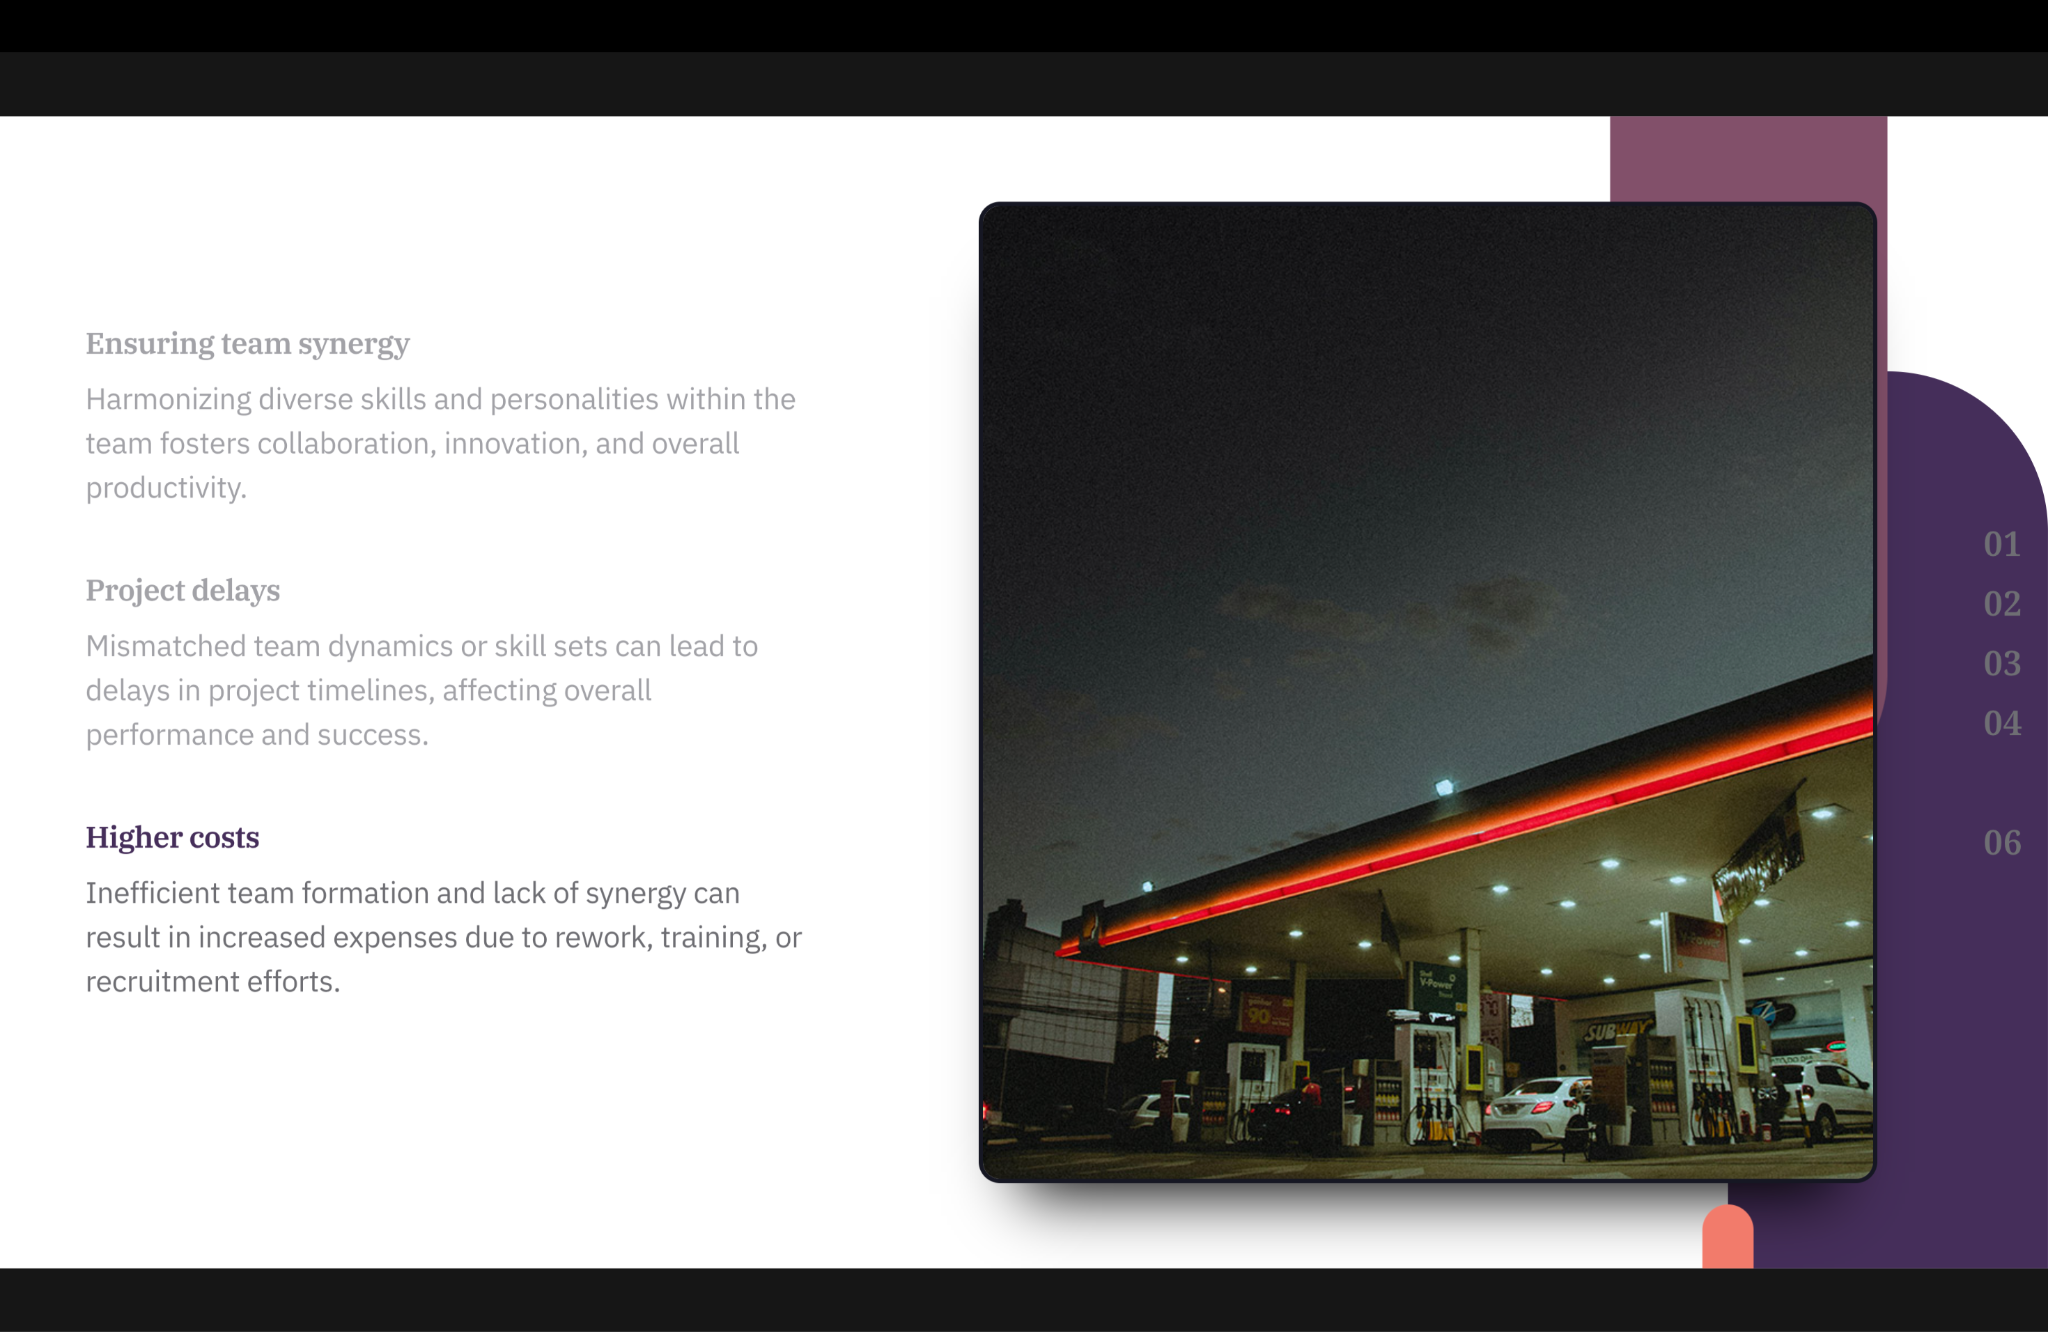 Ensuring team synergy
Harmonizing diverse skills and personalities within the
team fosters collaboration, innovation, and overall
productivity.
Project delays
Mismatched team dynamics or skill sets can lead to
delays in project timelines, affecting overall
performance and success.
Higher costs
Inefficient team formation and lack of synergy can
result in increased expenses due to rework, training, or
recruitment efforts.
Shell
V-Power
90
SUBWAY
01
02
03
04
06